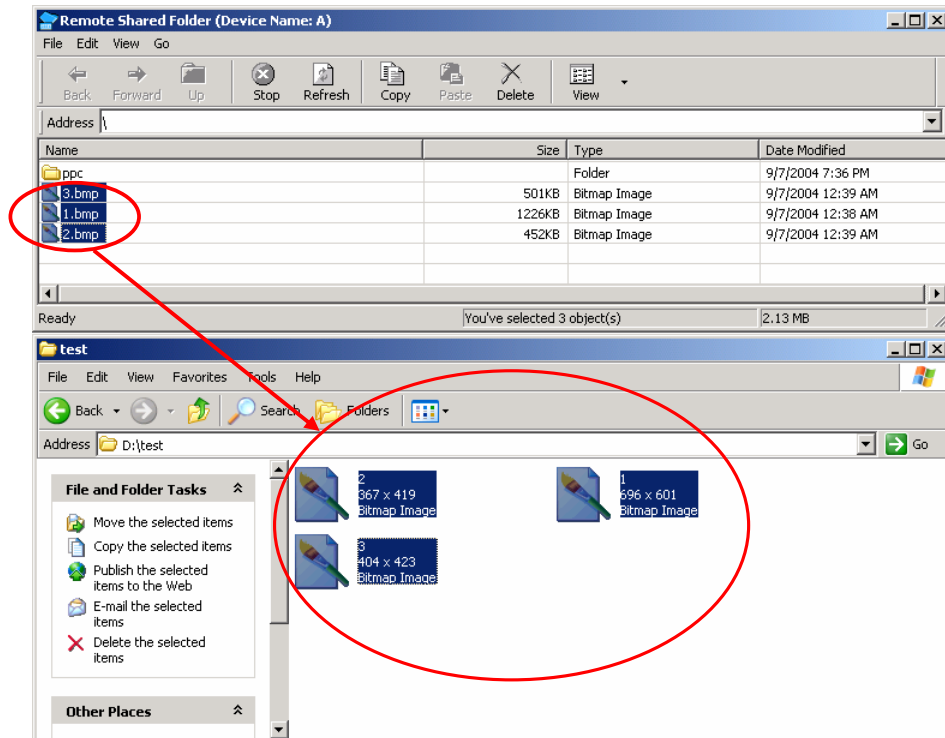 Remote Shared Folder (Device Name: A)
File Edit View Go
Back Forward Up Stop Refresh Copy Paste Delete View
Address \
Name Size Type Date Modified
ppc Folder 9/7/2004 7:36 PM
3.bmp 501KB Bitmap Image 9/7/2004 12:39 AM
1.bmp 1226KB Bitmap Image 9/7/2004 12:38 AM
2.bmp 452KB Bitmap Image 9/7/2004 12:39 AM
Ready You've selected 3 object(s) 2.13 MB
test
File Edit View Favorites Tools Help
Back Search Folders
Address D:\test Go
File and Folder Tasks
Move the selected items
Copy the selected items
Publish the selected
items to the Web
E-mail the selected
items
Delete the selected
items
Other Places
2
367 x 419
Bitmap Image
1
696 x 601
Bitmap Image
3
404 x 423
Bitmap Image